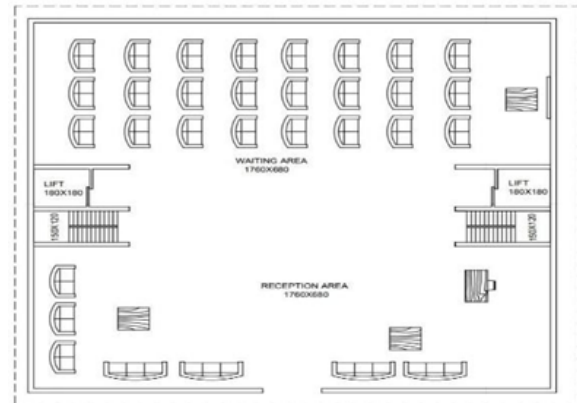 WAITING AREA
1760X680
LIFT
180X180
LIFT
180X180
150X120
150X120
RECEPTION AREA
1760X680